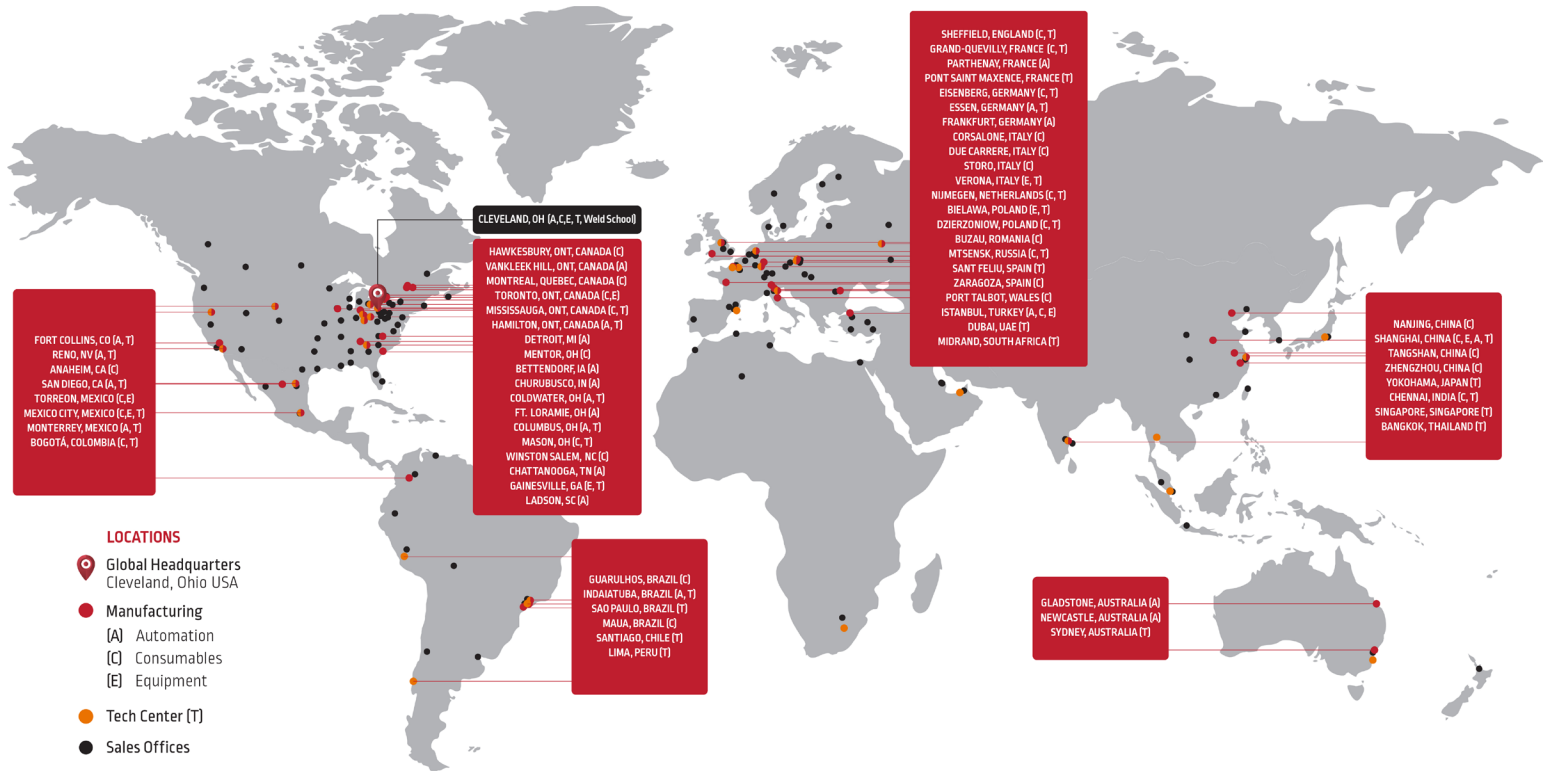 SHEFFIELD, ENGLAND (C, T)
GRAND-QUEVILLY, FRANCE (C, T)
PARTHENAY, FRANCE (A)
PONT SAINT MAXENCE, FRANCE (T)
EISENBERG, GERMANY (C, T)
ESSEN, GERMANY (A, T)
FRANKFURT, GERMANY (A)
CORSALONE, ITALY (C)
DUE CARRERE, ITALY (C)
STORO, ITALY (C)
VERONA, ITALY (E, T)
NIJMEGEN, NETHERLANDS (C, T)
BIELAWA, POLAND (E, T)
DZIERZONIOW, POLAND (C, T)
BUZAU, ROMANIA (C)
MTSENSK, RUSSIA (C, T)
SANT FELIU, SPAIN (T)
ZARAGOZA, SPAIN (C)
PORT TALBOT, WALES (C)
ISTANBUL, TURKEY (A, C, E)
DUBAI, UAE (T)
MIDRAND, SOUTH AFRICA (T)
CLEVELAND, OH (A,C,E, T, Weld School)
HAWKESBURY, ONT, CANADA (C)
VANKLEEK HILL, ONT, CANADA (A)
MONTREAL, QUEBEC, CANADA (C)
TORONTO, ONT, CANADA (C,E)
MISSISSAUGA, ONT, CANADA (C, T)
HAMILTON, ONT, CANADA (A, T)
DETROIT, MI (A)
MENTOR, OH (C)
BETTENDORF, IA (A)
CHURUBUSCO, IN (A)
COLDWATER, OH (A, T)
FT. LORAMIE, OH (A)
COLUMBUS, OH (A, T)
MASON, OH (C, T)
WINSTON SALEM, NC (C)
CHATTANOOGA, TN (A)
GAINESVILLE, GA (E, T)
LADSON, SC (A)
FORT COLLINS, CO (A, T)
RENO, NV (A, T)
ANAHEIM, CA (C)
SAN DIEGO, CA (A, T)
TORREON, MEXICO (C,E)
MEXICO CITY, MEXICO (C,E, T)
MONTERREY, MEXICO (A, T)
BOGOTÁ, COLOMBIA (C, T)
NANJING, CHINA (C)
SHANGHAI, CHINA (C, E, A, T)
TANGSHAN, CHINA (C)
ZHENGZHOU, CHINA (C)
YOKOHAMA, JAPAN (T)
CHENNAI, INDIA (C, T)
SINGAPORE, SINGAPORE (T)
BANGKOK, THAILAND (T)
LOCATIONS
Global Headquarters
Cleveland, Ohio USA
Manufacturing
(A) Automation
(C) Consumables
(E) Equipment
Tech Center (T)
Sales Offices
GUARULHOS, BRAZIL (C)
INDAIATUBA, BRAZIL (A, T)
SAO PAULO, BRAZIL (T)
MAUA, BRAZIL (C)
SANTIAGO, CHILE (T)
LIMA, PERU (T)
GLADSTONE, AUSTRALIA (A)
NEWCASTLE, AUSTRALIA (A)
SYDNEY, AUSTRALIA (T)